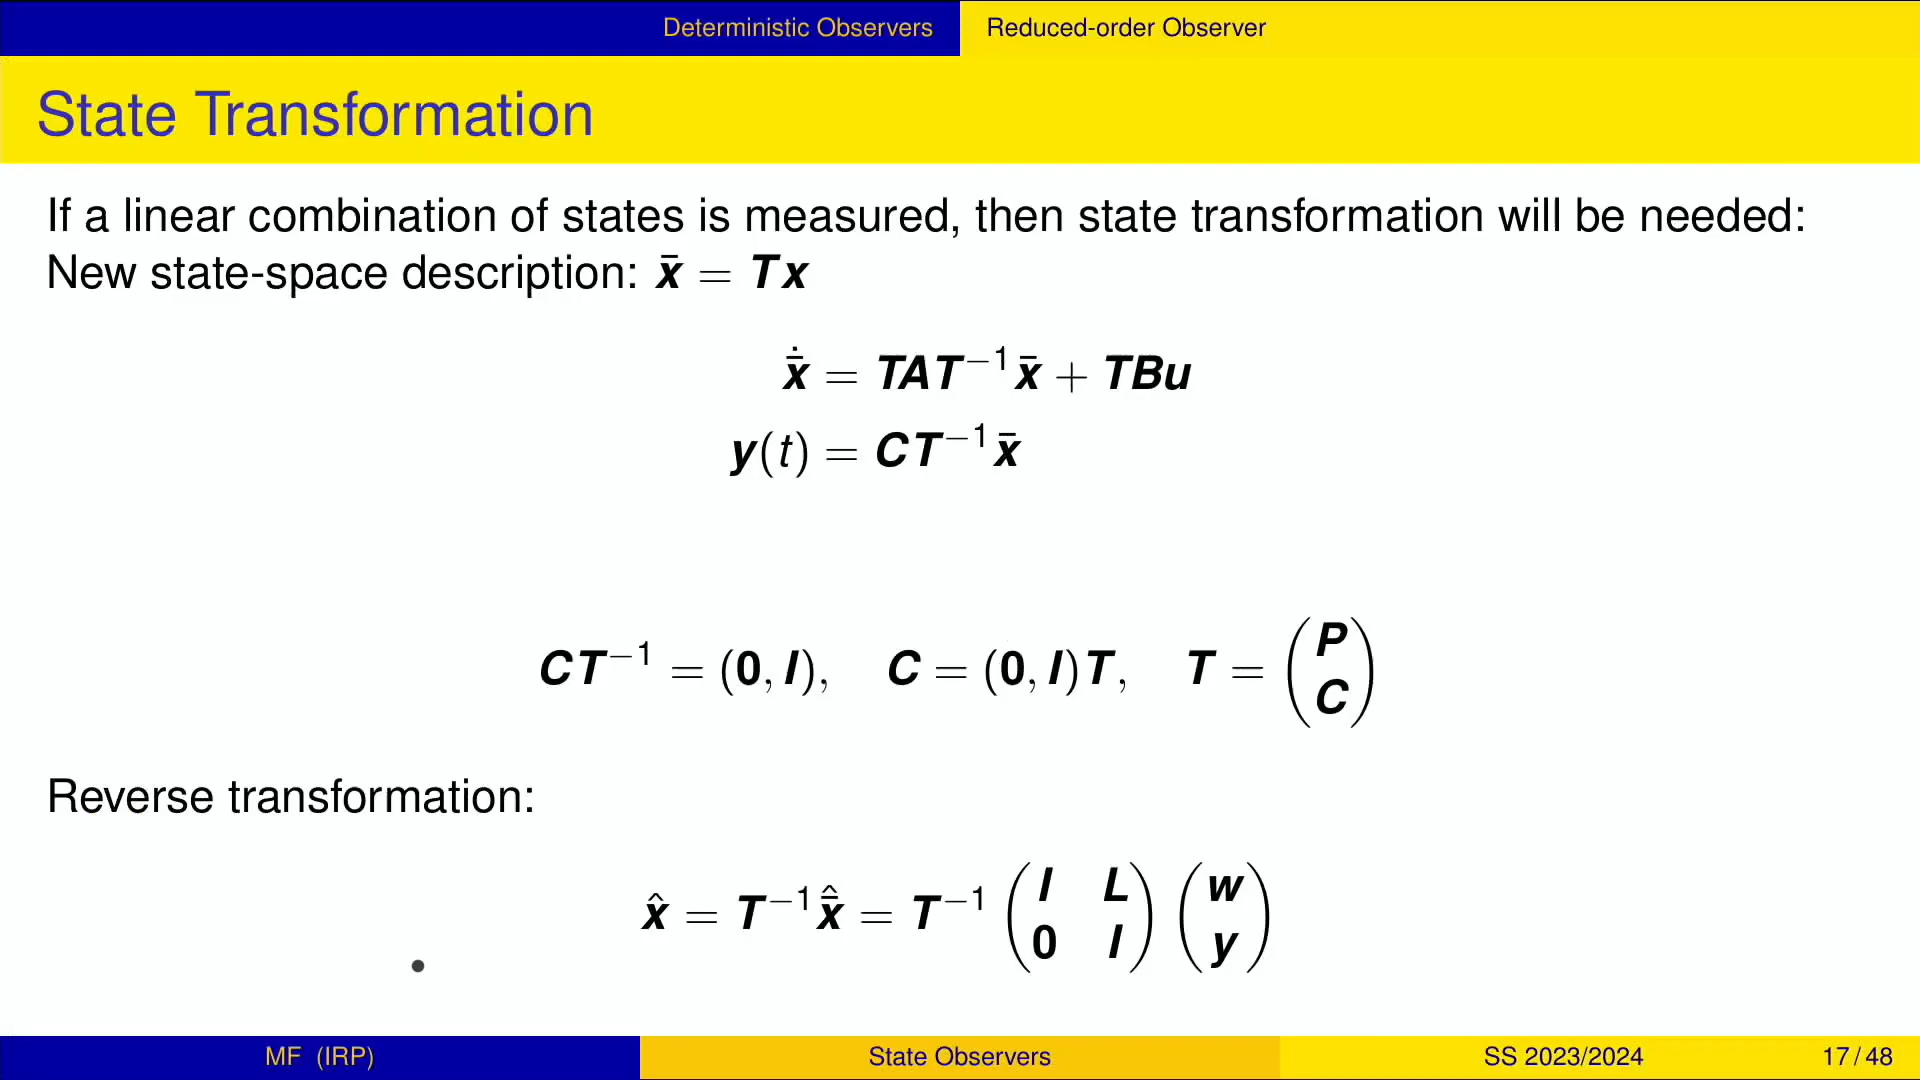 Deterministic Observers Reduced-order Observer
State Transformation
If a linear combination of states is measured, then state transformation will be needed:
New state-space description: x̄ = Tx
ẋ̄ = TAT⁻¹x̄ + TBu
y(t) = CT⁻¹x̄
CT⁻¹ = (0, I), C = (0, I)T, T = (P; C)
Reverse transformation:
x̂ = T⁻¹x̄̂ = T⁻¹ (I L; 0 I) (w; y)
MF (IRP) State Observers SS 2023/2024 17 / 48